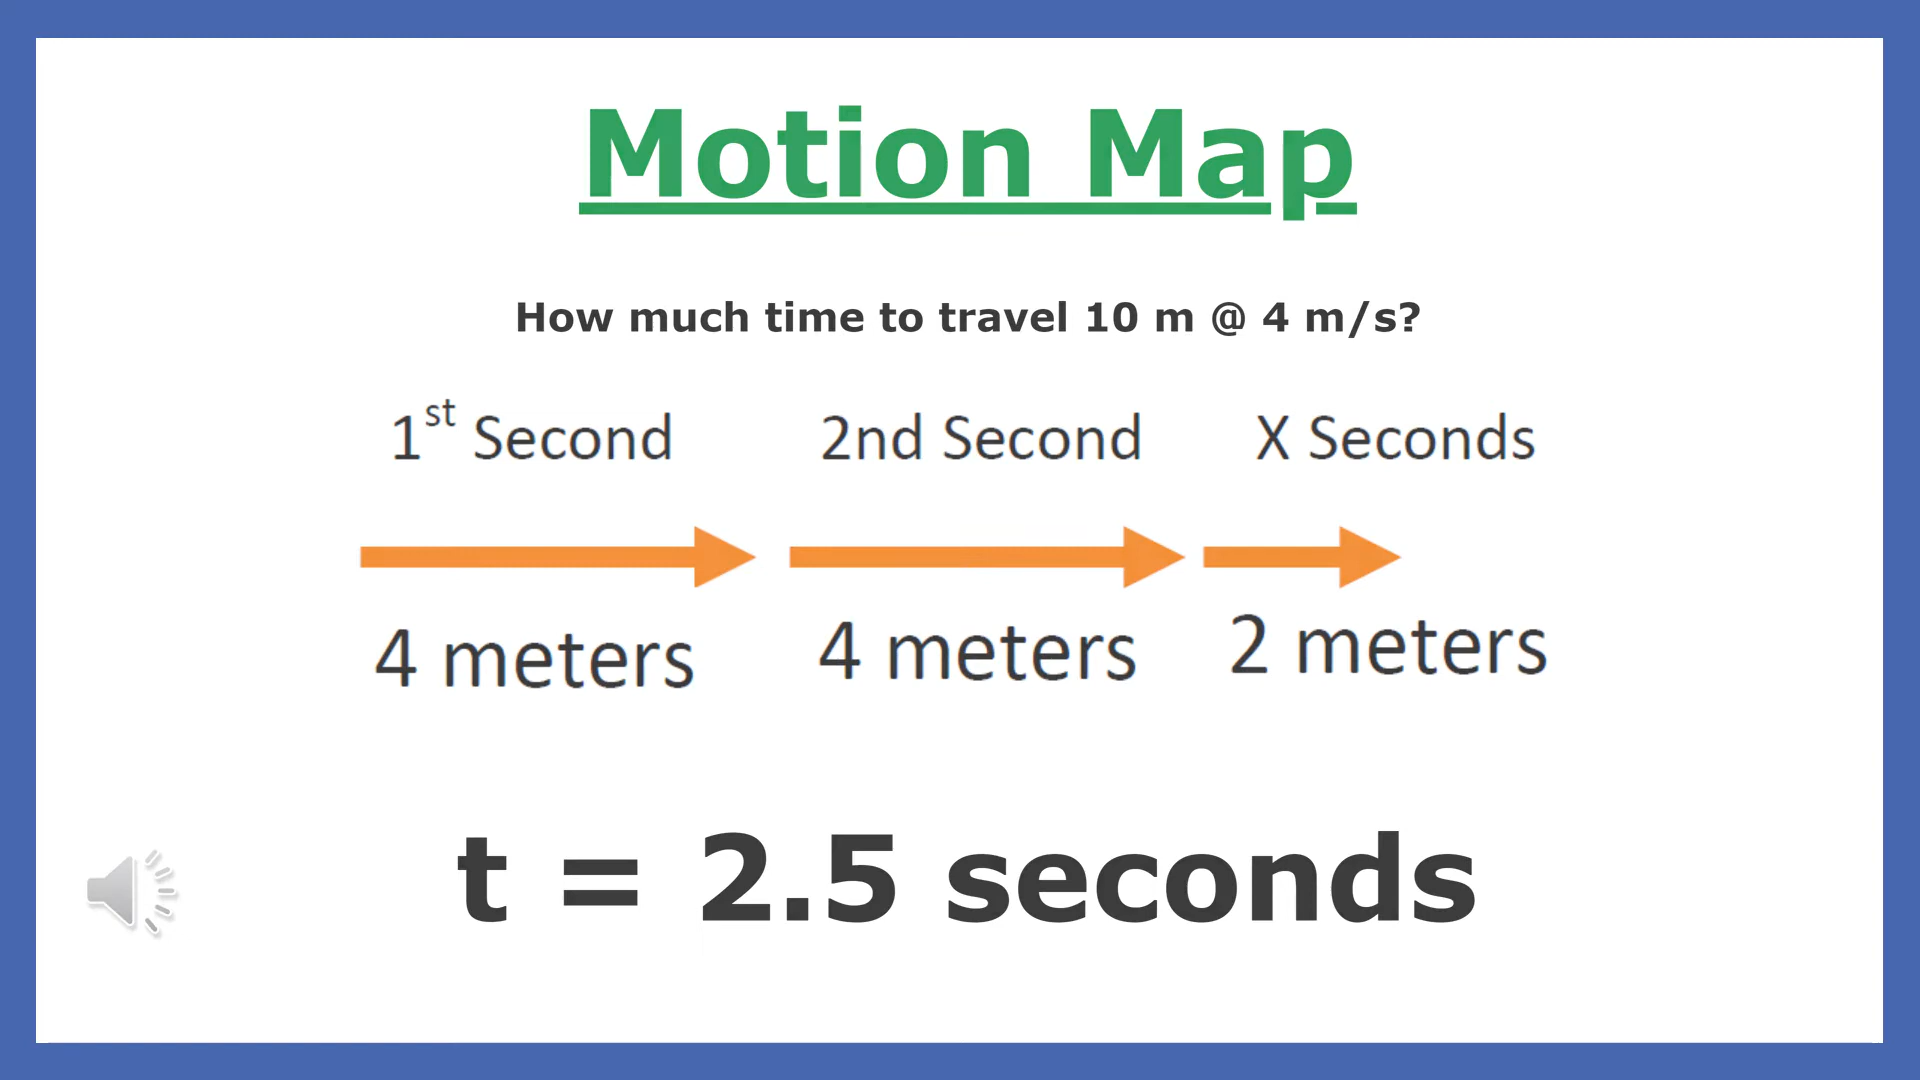 Motion Map
How much time to travel 10 m @ 4 m/s?
1st Second 2nd Second X Seconds
4 meters 4 meters 2 meters
t = 2.5 seconds